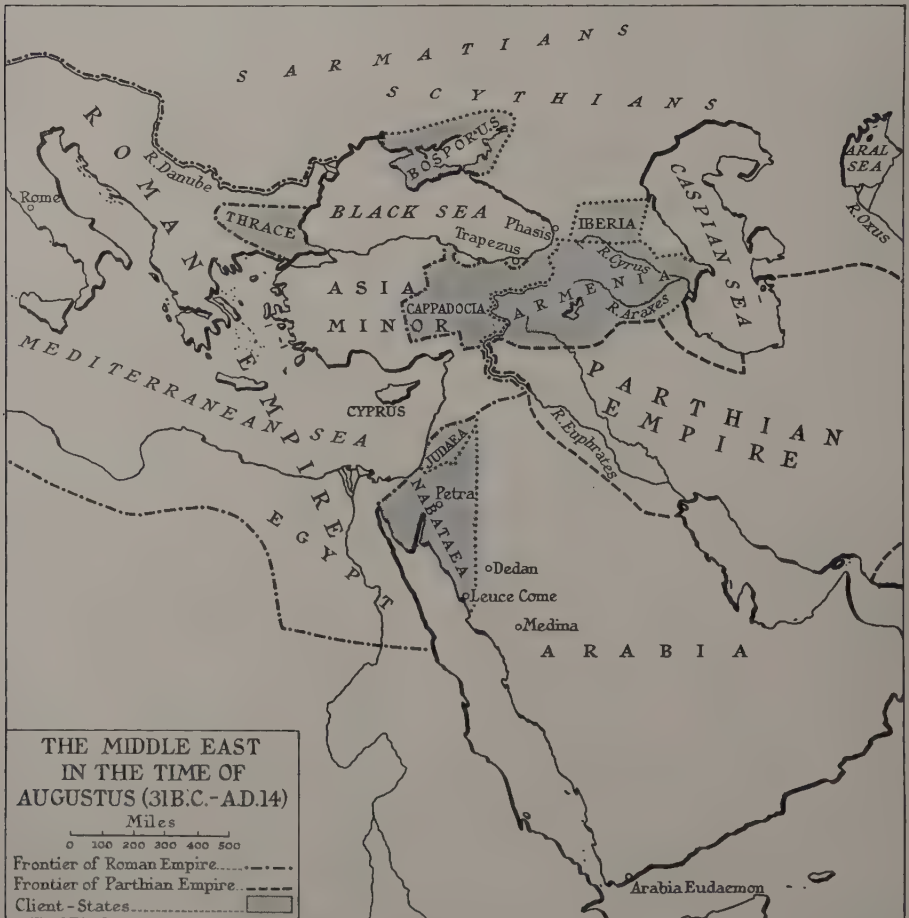 SARMATIANS
SCYTHIANS
ROMAN EMPIRE
R. Danube
Rome
BOSPORUS
ARAL
SEA
CASPIAN SEA
R. Oxus
THRACE
BLACK SEA
Phasis
Trapezus
IBERIA
R. Cyrus
ARMENIA
R. Araxes
ASIA
MINOR
CAPPADOCIA
MEDITERRANEAN SEA
CYPRUS
PARTHIAN
EMPIRE
R. Euphrates
JUDAEA
Petra
NABATAEA
EGYPT
Dedan
Leuce Come
Medina
ARABIA
Arabia Eudaemon
THE MIDDLE EAST
IN THE TIME OF
AUGUSTUS (31B.C.-A.D.14)
Miles
0 100 200 300 400 500
Frontier of Roman Empire
Frontier of Parthian Empire
Client-States